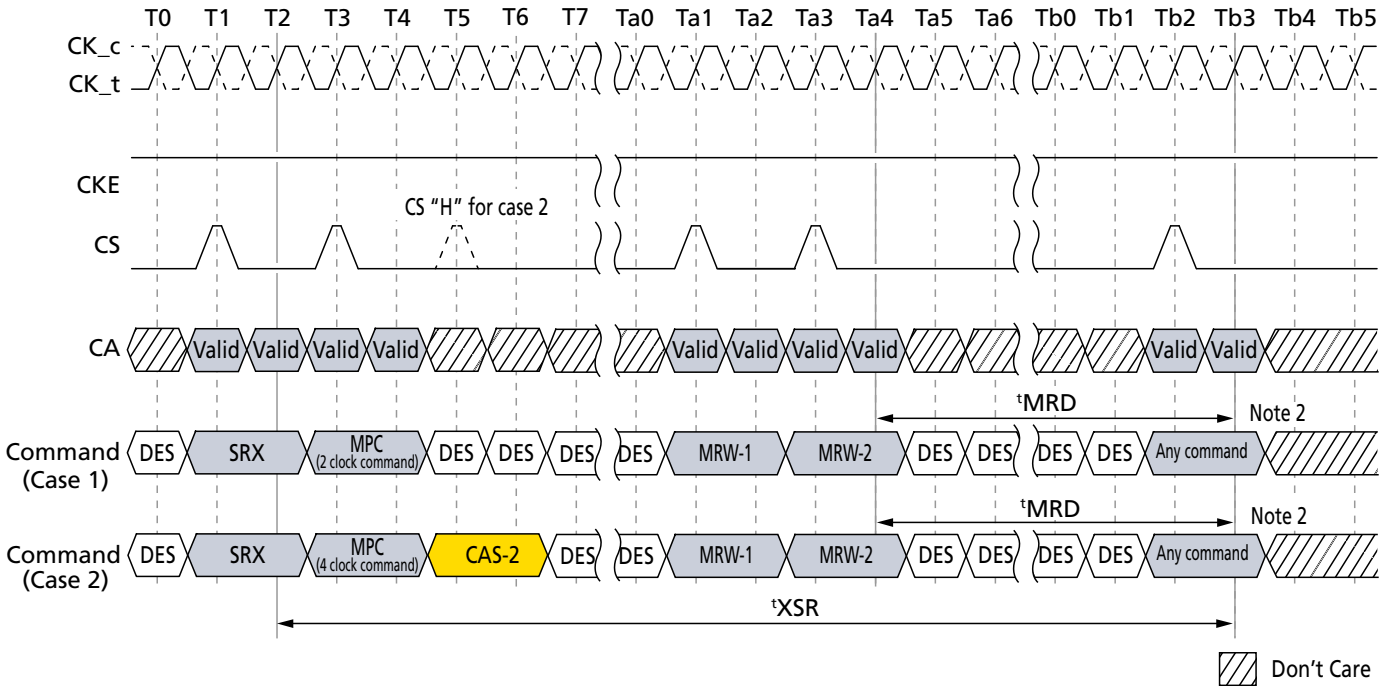 T0 T1 T2 T3 T4 T5 T6 T7 Ta0 Ta1 Ta2 Ta3 Ta4 Ta5 Ta6 Tb0 Tb1 Tb2 Tb3 Tb4 Tb5
CK_c
CK_t
CKE
CS "H" for case 2
CS
CA Valid Valid Valid Valid Valid Valid Valid Valid Valid Valid
tMRD Note 2
Command (Case 1) DES SRX MPC (2 clock command) DES DES DES DES MRW-1 MRW-2 DES DES DES DES Any command
tMRD Note 2
Command (Case 2) DES SRX MPC (4 clock command) CAS-2 DES DES MRW-1 MRW-2 DES DES DES DES Any command
tXSR
Don't Care